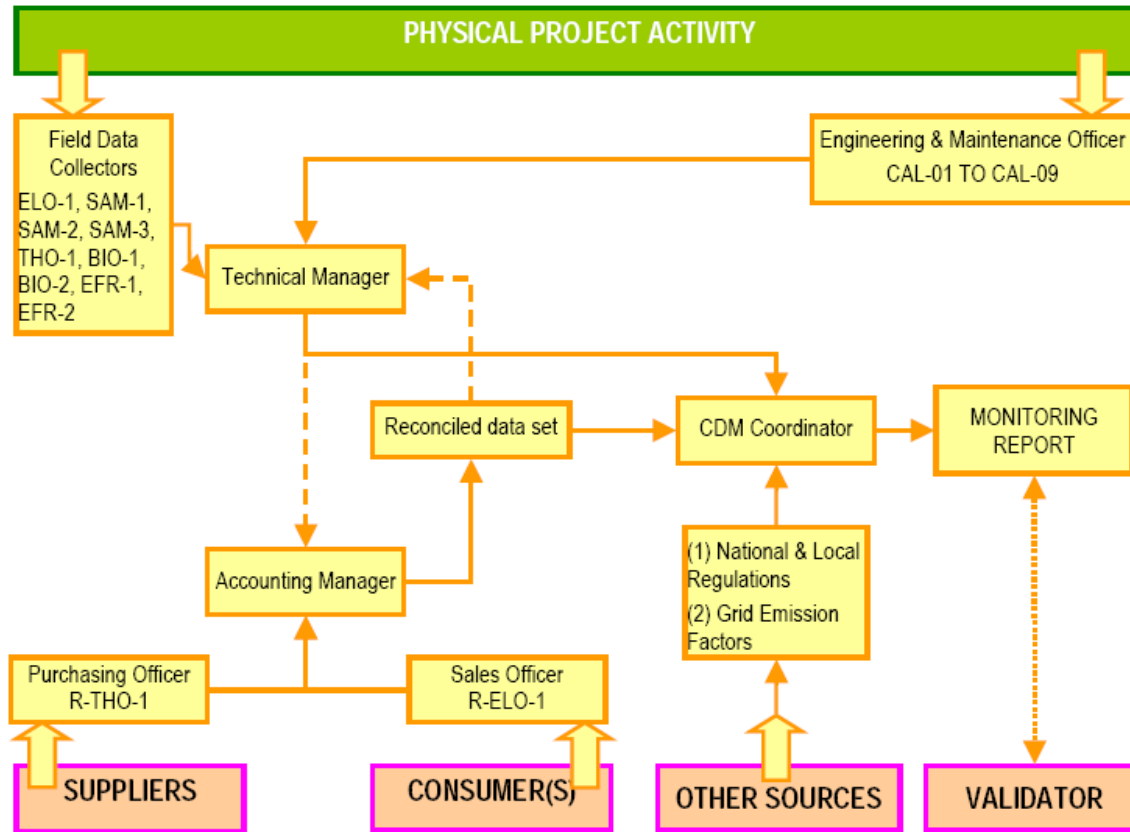 PHYSICAL PROJECT ACTIVITY
Field Data
Collectors
ELO-1, SAM-1,
SAM-2, SAM-3,
THO-1, BIO-1,
BIO-2, EFR-1,
EFR-2
Engineering & Maintenance Officer
CAL-01 TO CAL-09
Technical Manager
Reconciled data set
CDM Coordinator
MONITORING
REPORT
Accounting Manager
(1) National & Local
Regulations
(2) Grid Emission
Factors
Purchasing Officer
R-THO-1
Sales Officer
R-ELO-1
SUPPLIERS
CONSUMER(S)
OTHER SOURCES
VALIDATOR